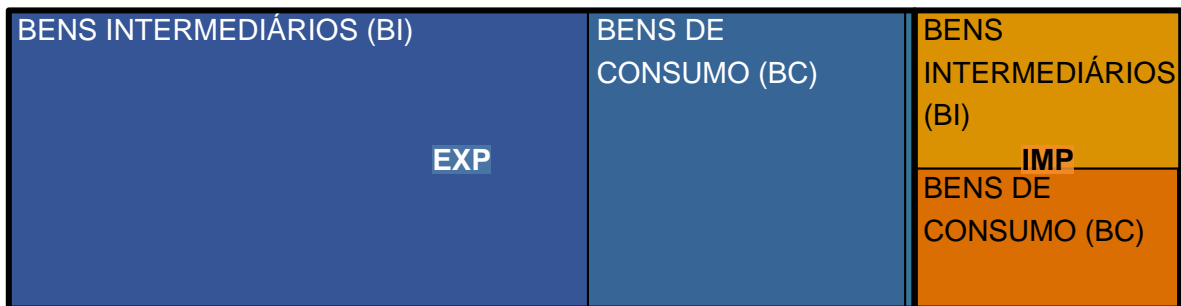 BENS INTERMEDIÁRIOS (BI)
BENS DE
CONSUMO (BC)
EXP
BENS
INTERMEDIÁRIOS
(BI)
IMP
BENS DE
CONSUMO (BC)